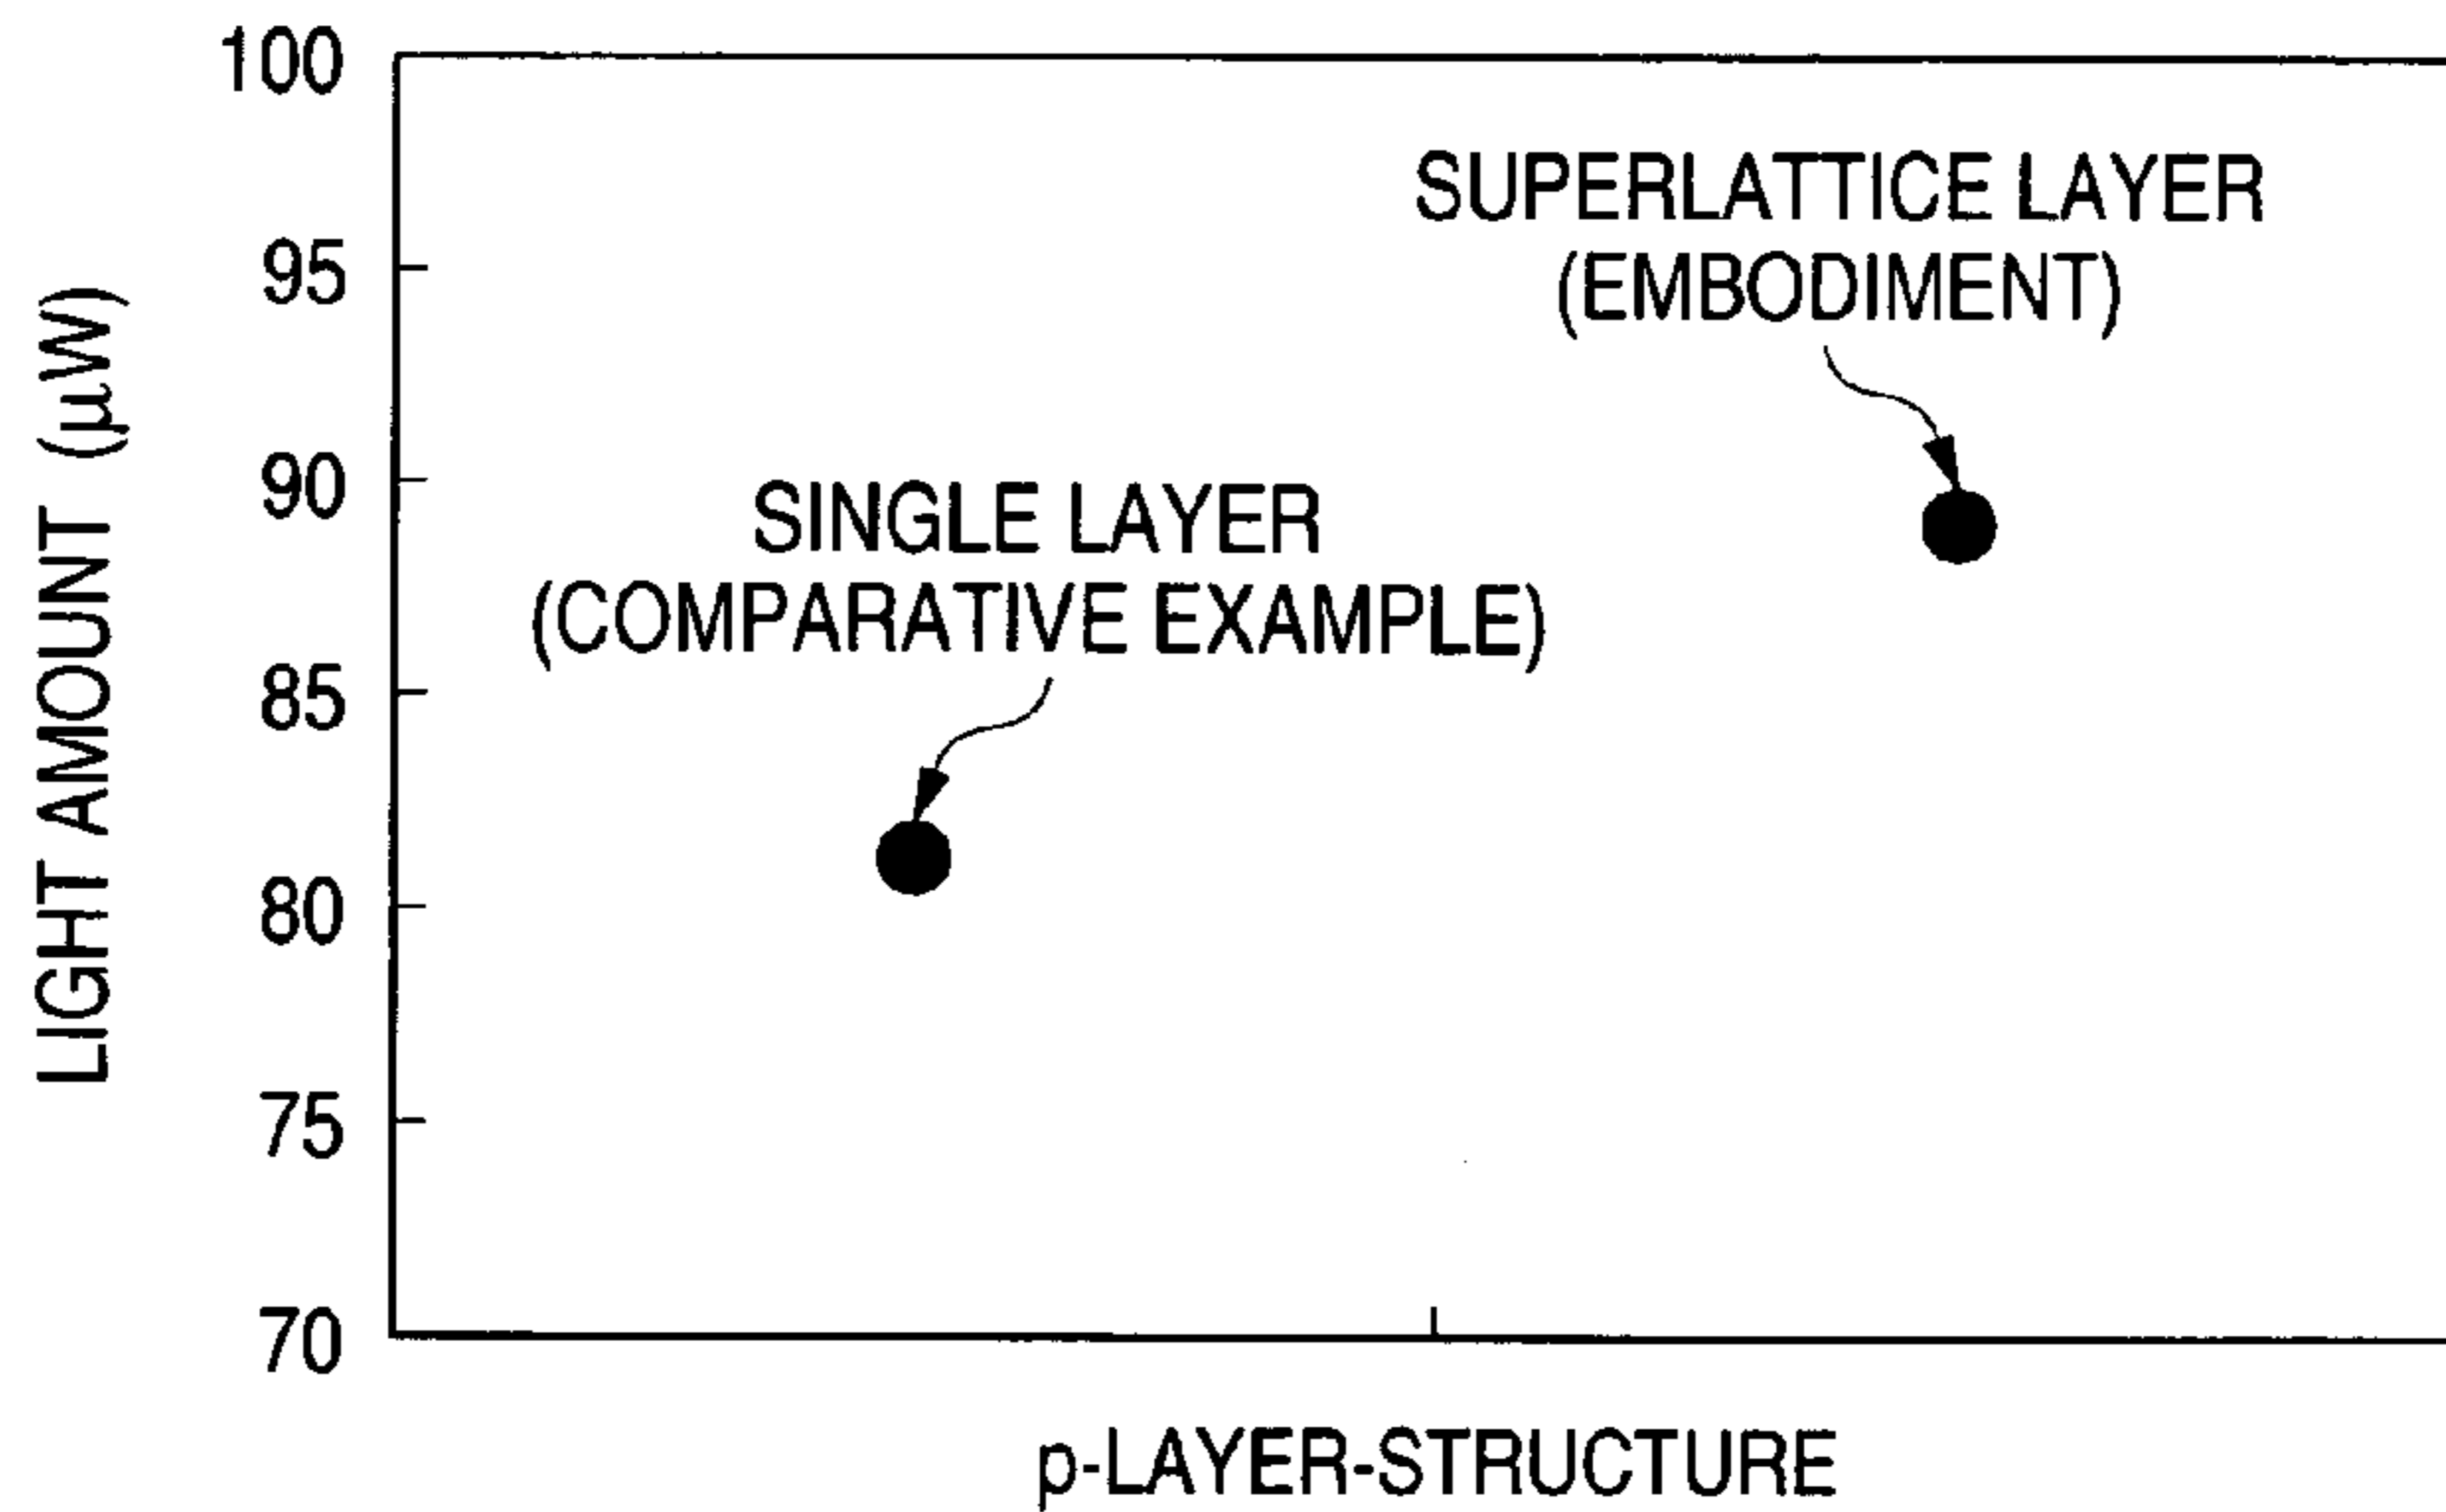 100
SUPERLATTICE LAYER
(EMBODIMENT)
95
90
SINGLE LAYER
(COMPARATIVE EXAMPLE)
85
80
75
70
LIGHT AMOUNT (μW)
p-LAYER-STRUCTURE